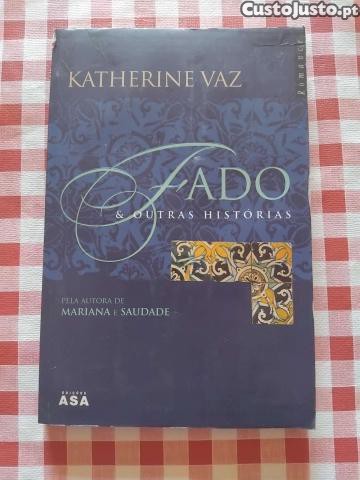 CustoJusto.pt
Romance
KATHERINE VAZ
FADO
& OUTRAS HISTÓRIAS
PELA AUTORA DE
MARIANA E SAUDADE
EDIÇÕES
ASA